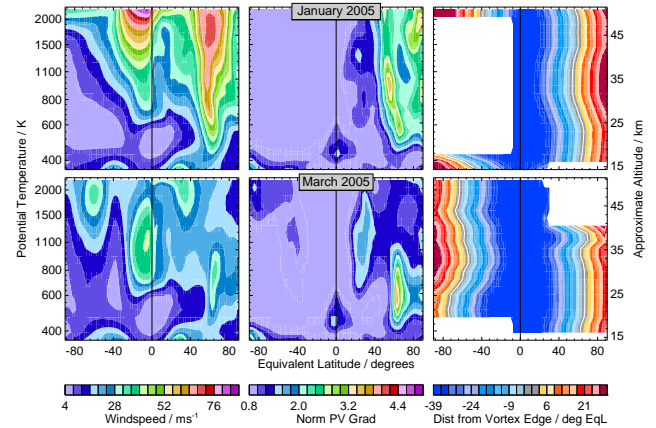 January 2005
2000
1500
1100
800
600
400
45
35
25
15
March 2005
2000
1500
1100
800
600
400
45
35
25
15
Potential Temperature / K
Approximate Altitude / km
-80 -40 0 40 80
-80 -40 0 40 80
-80 -40 0 40 80
Equivalent Latitude / degrees
4 28 52 76
Windspeed / ms-1
0.8 2.0 3.2 4.4
Norm PV Grad
-39 -24 -9 6 21
Dist from Vortex Edge / deg EqL